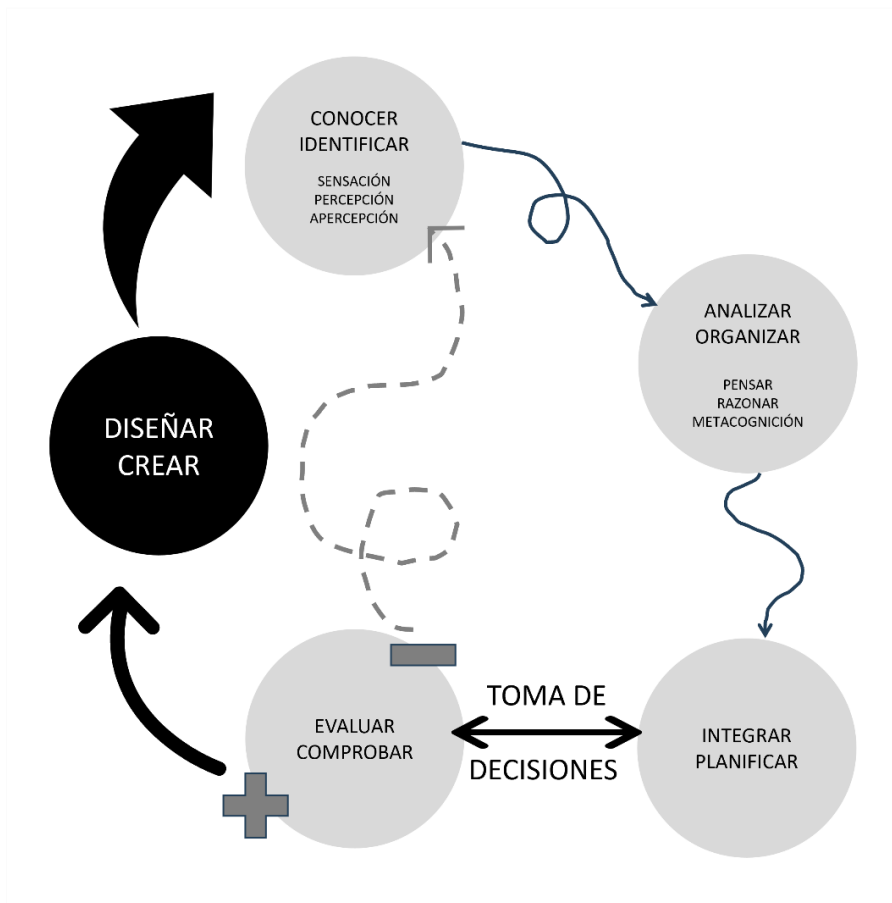 CONOCER
IDENTIFICAR
SENSACIÓN
PERCEPCIÓN
APERCEPCIÓN
ANALIZAR
ORGANIZAR
PENSAR
RAZONAR
METACOGNICIÓN
DISEÑAR
CREAR
EVALUAR
COMPROBAR
TOMA DE
DECISIONES
INTEGRAR
PLANIFICAR